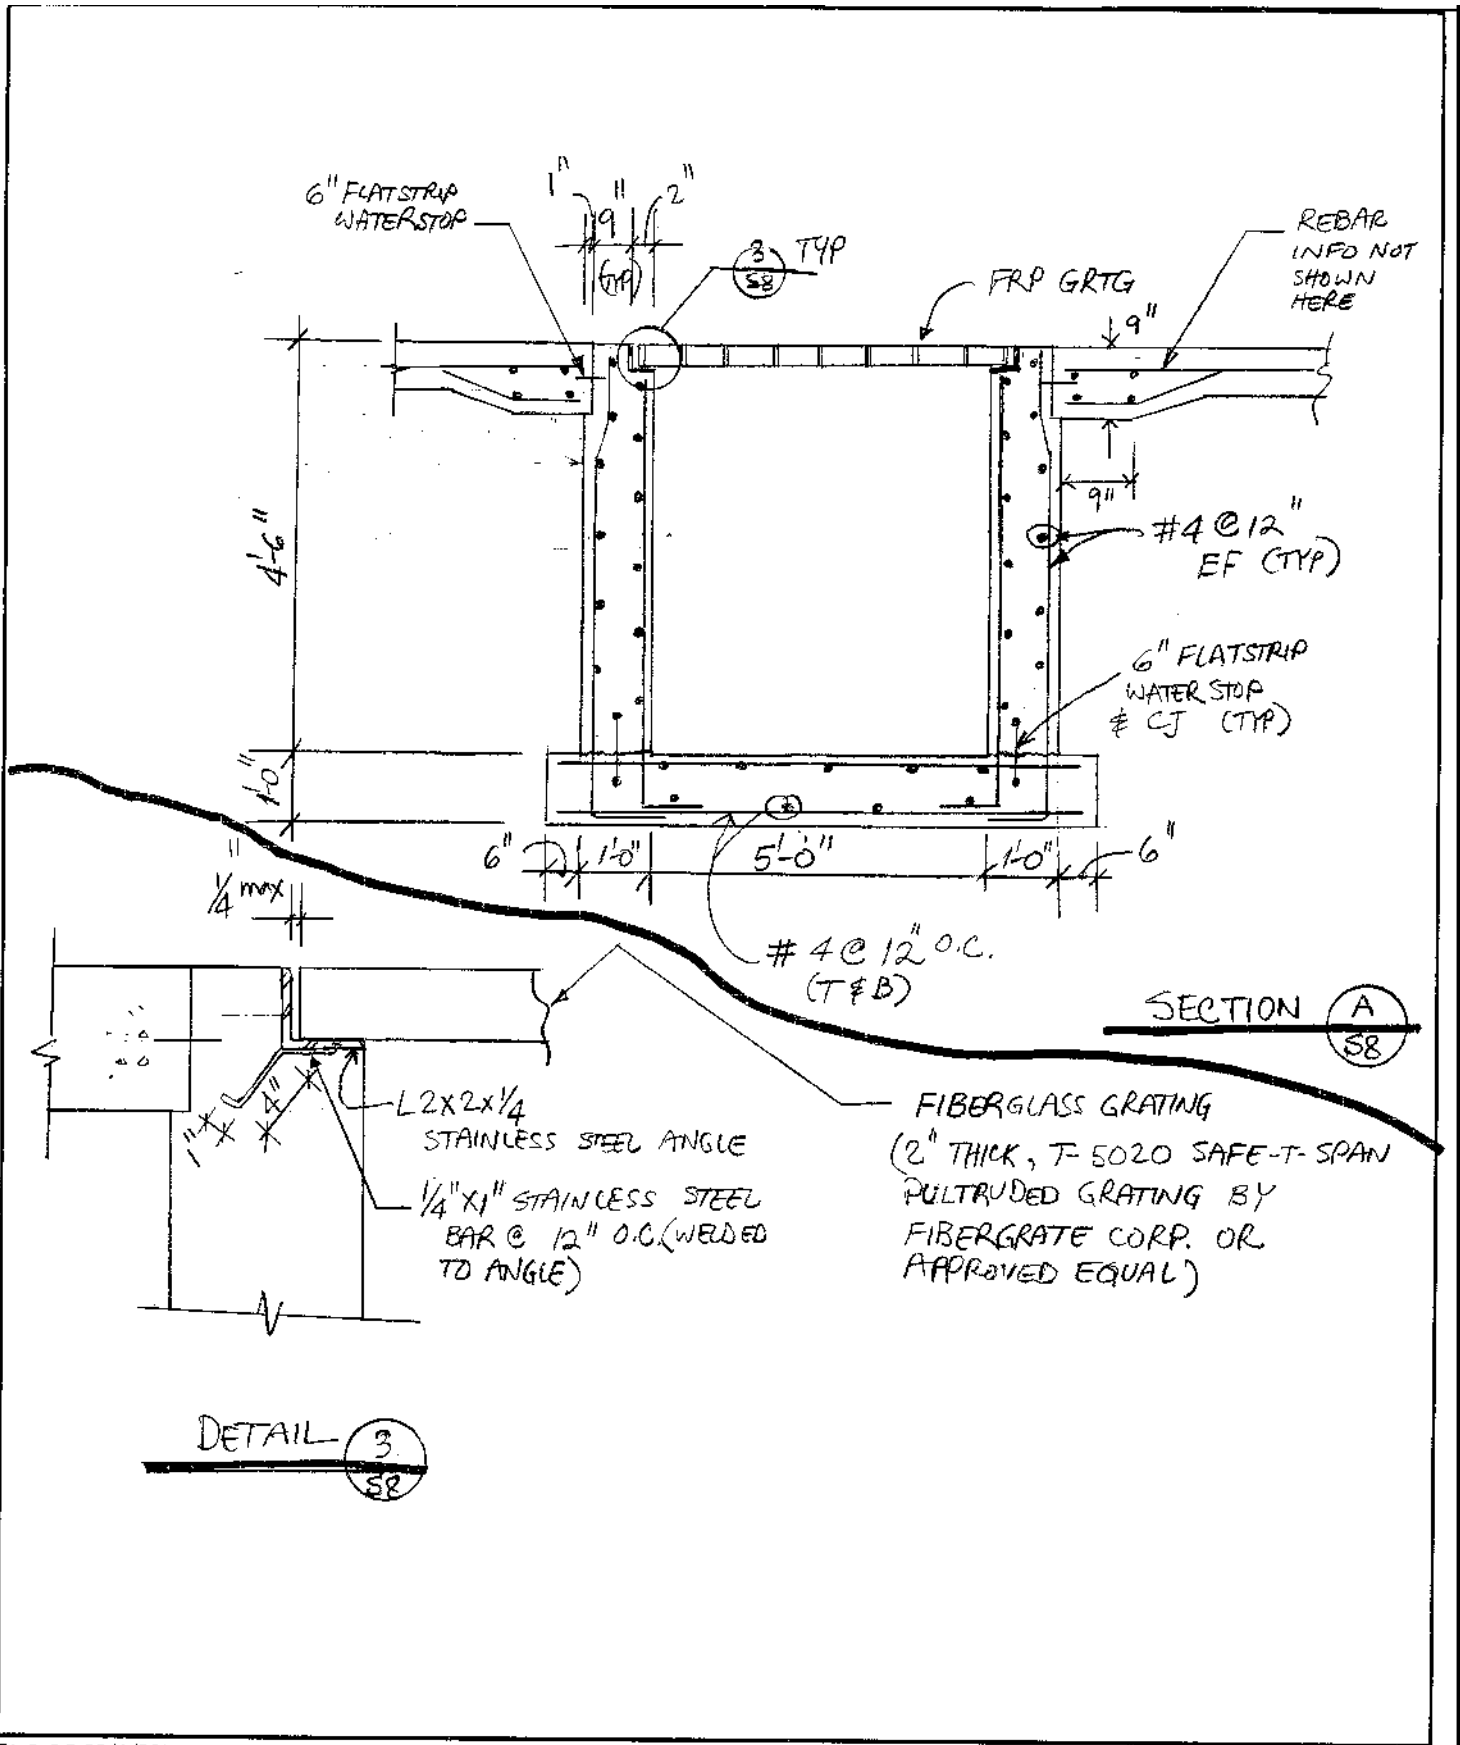 6" FLATSTRIP
WATERSTOP
1"
9"
(TYP)
2"
3
S8
TYP
FRP GRTG
REBAR
INFO NOT
SHOWN
HERE
9"
9"
4'-6"
#4 @ 12"
EF (TYP)
6" FLATSTRIP
WATER STOP
& CJ (TYP)
1'-0"
6"
1'-0"
5'-0"
1'-0"
6"
#4 @ 12" O.C.
(T & B)
SECTION
A
S8
1/4" max
4"
1"
L2X2X1/4
STAINLESS STEEL ANGLE
1/4"X1" STAINLESS STEEL
BAR @ 12" O.C. (WELDED
TO ANGLE)
FIBERGLASS GRATING
(2" THICK, T-5020 SAFE-T-SPAN
PULTRUDED GRATING BY
FIBERGRATE CORP. OR
APPROVED EQUAL)
DETAIL
3
S8